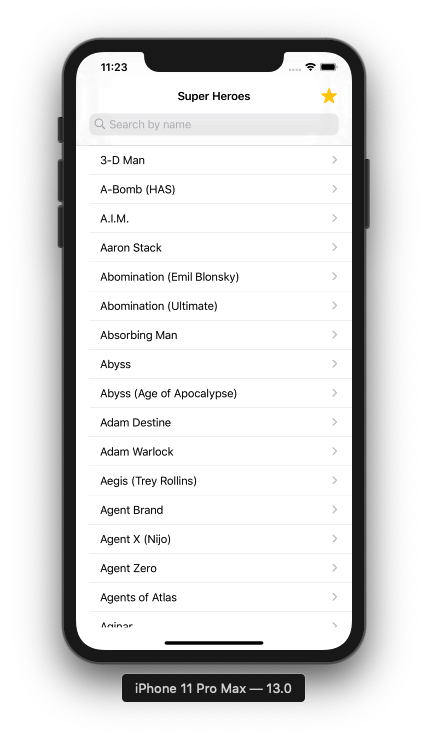 11:23
Super Heroes
Search by name
3-D Man
A-Bomb (HAS)
A.I.M.
Aaron Stack
Abomination (Emil Blonsky)
Abomination (Ultimate)
Absorbing Man
Abyss
Abyss (Age of Apocalypse)
Adam Destine
Adam Warlock
Aegis (Trey Rollins)
Agent Brand
Agent X (Nijo)
Agent Zero
Agents of Atlas
iPhone 11 Pro Max — 13.0